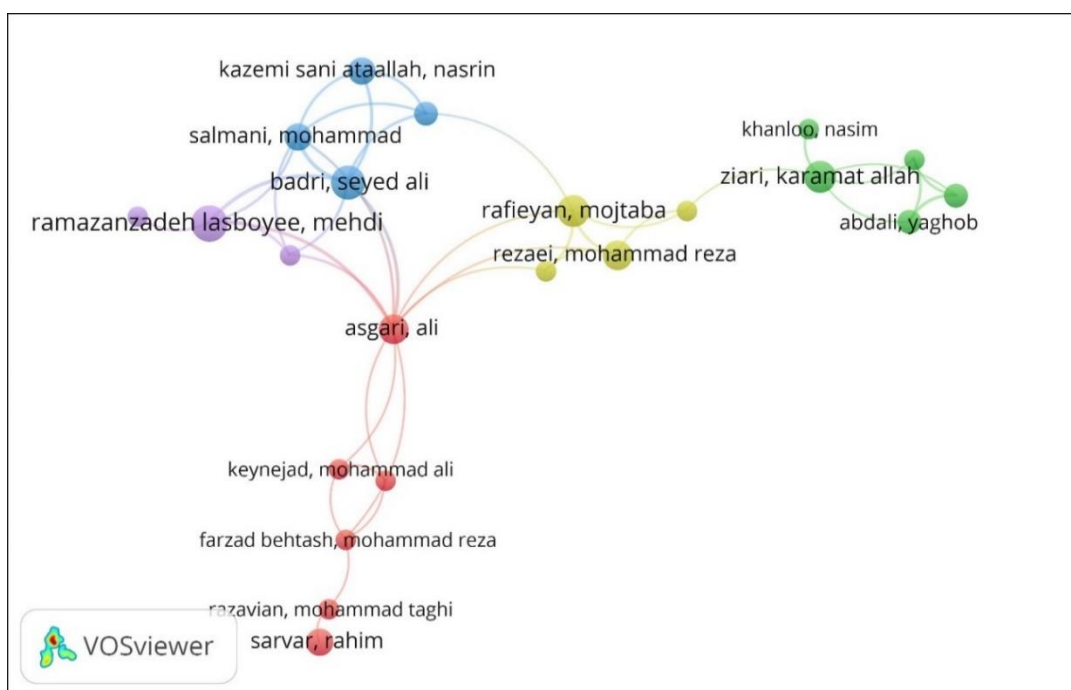 kazemi sani ataallah, nasrin
khanloo, nasim
salmani, mohammad
ziari, karamat allah
badri, seyed ali
rafieyan, mojtaba
ramazanzadeh lasboyee, mehdi
abdali, yaghob
rezaei, mohammad reza
asgari, ali
keynejad, mohammad ali
farzad behtash, mohammad reza
razavian, mohammad taghi
sarvar, rahim
VOSviewer